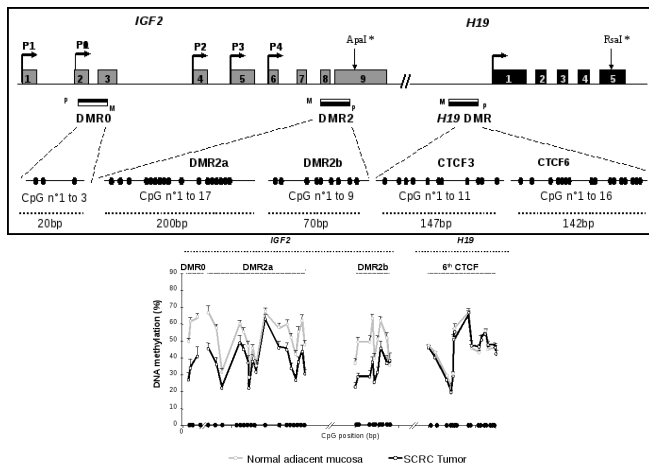 IGF2
H19
P1
P0
P2
P3
P4
ApaI *
RsaI *
1
2
3
4
5
6
7
8
9
1
2
3
4
5
P
M
M
P
M
P
DMR0
DMR2
H19 DMR
DMR2a
DMR2b
CTCF3
CTCF6
CpG n°1 to 3
CpG n°1 to 17
CpG n°1 to 9
CpG n°1 to 11
CpG n°1 to 16
20bp
200bp
70bp
147bp
142bp
IGF2
H19
DMR0
DMR2a
DMR2b
6th CTCF
DNA methylation (%)
90
80
70
60
50
40
30
20
10
0
0
CpG position (bp)
Normal adjacent mucosa
SCRC Tumor